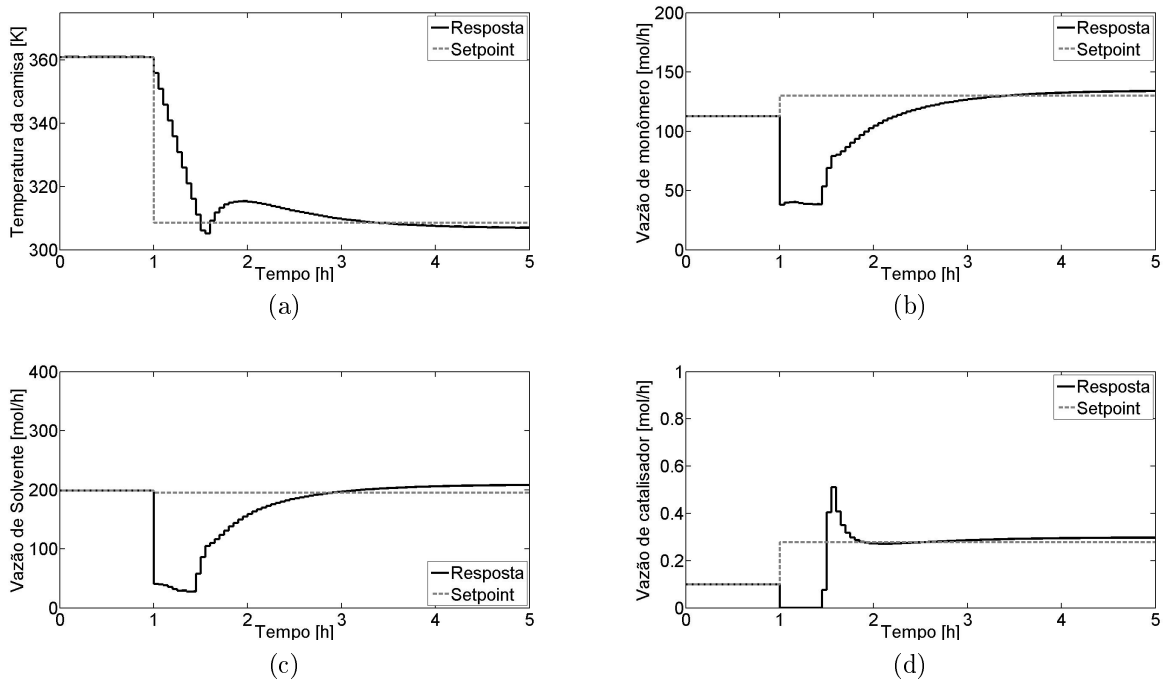 Temperatura da camisa [K]
360
340
320
300
0
1
2
3
4
5
Tempo [h]
Resposta
Setpoint
(a)
Vazão de monômero [mol/h]
200
150
100
50
0
0
1
2
3
4
5
Tempo [h]
Resposta
Setpoint
(b)
Vazão de Solvente [mol/h]
400
300
200
100
0
0
1
2
3
4
5
Tempo [h]
Resposta
Setpoint
(c)
Vazão de catalisador [mol/h]
1
0.8
0.6
0.4
0.2
0
0
1
2
3
4
5
Tempo [h]
Resposta
Setpoint
(d)